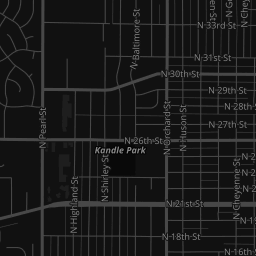 N 33rd St
N Baltimore St
N 31st St
N 30th St
N 29th St
N 28th St
N 27th St
N Pearl St
N Orchard St
N Huson St
N 26th St
Kandle Park
N Shirley St
N Highland St
N Cheyenne St
N 21st St
N 18th St
N 16th St